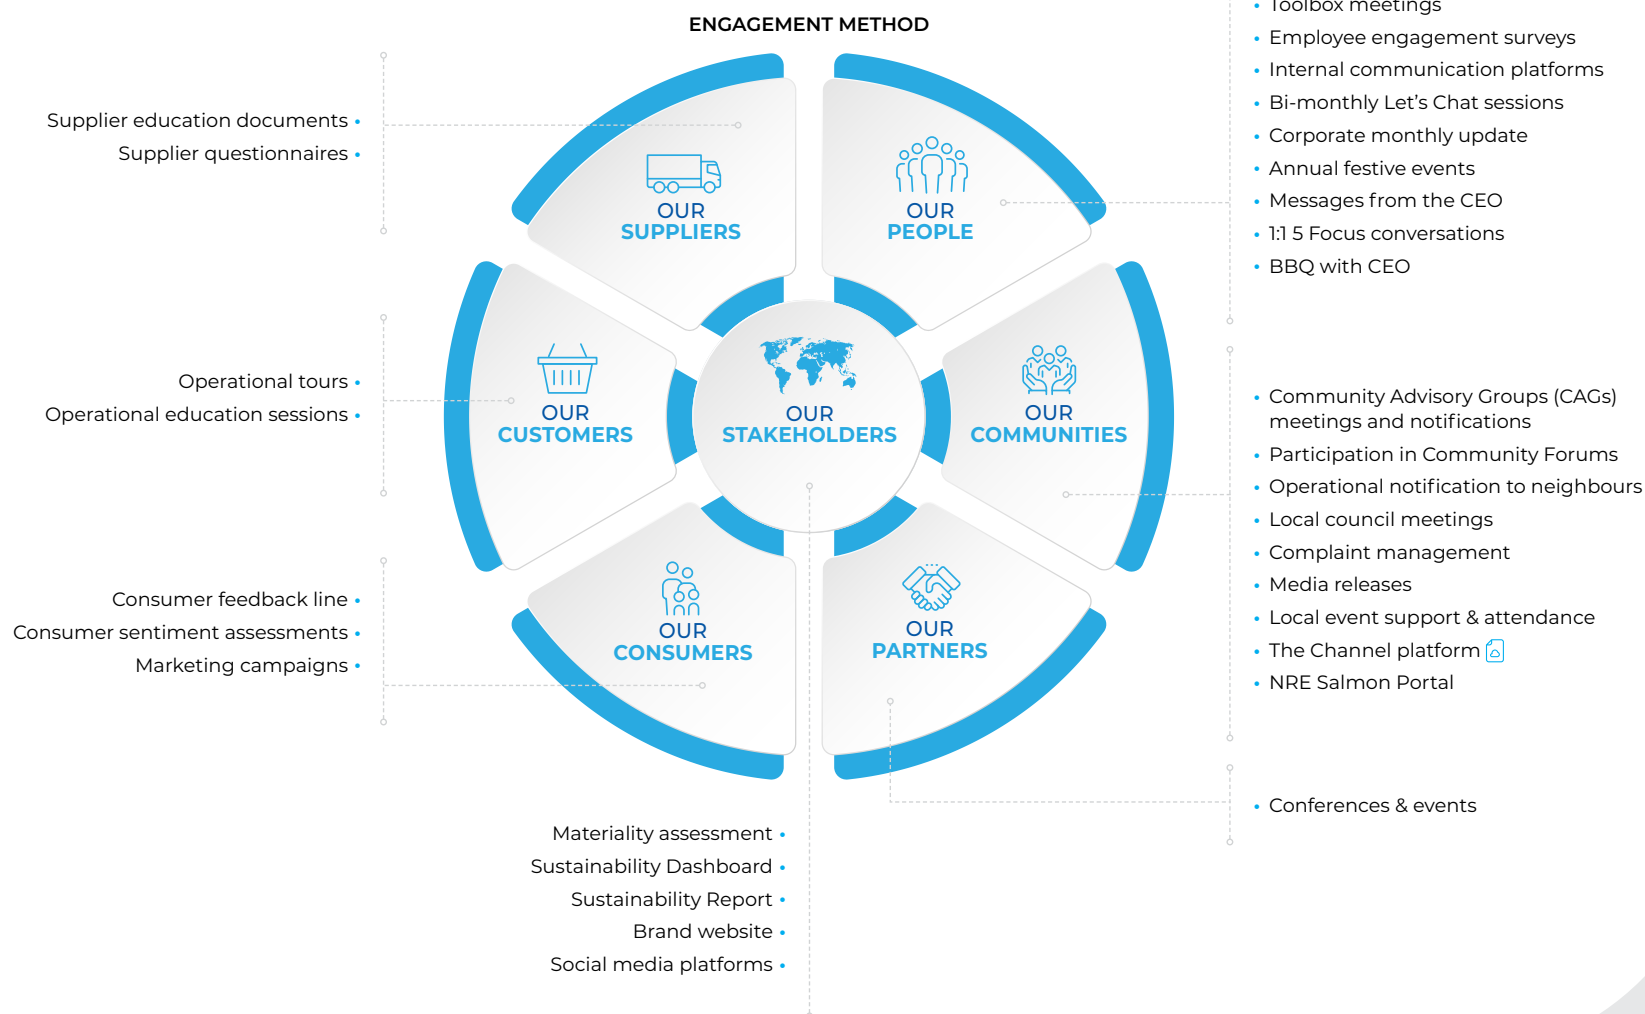 ENGAGEMENT METHOD
Supplier education documents •
Supplier questionnaires •
Operational tours •
Operational education sessions •
Consumer feedback line •
Consumer sentiment assessments •
Marketing campaigns •
OUR
SUPPLIERS
OUR
PEOPLE
OUR
CUSTOMERS
OUR
STAKEHOLDERS
OUR
COMMUNITIES
OUR
CONSUMERS
OUR
PARTNERS
• Toolbox meetings
• Employee engagement surveys
• Internal communication platforms
• Bi-monthly Let’s Chat sessions
• Corporate monthly update
• Annual festive events
• Messages from the CEO
• 1:1 5 Focus conversations
• BBQ with CEO
• Community Advisory Groups (CAGs)
meetings and notifications
• Participation in Community Forums
• Operational notification to neighbours
• Local council meetings
• Complaint management
• Media releases
• Local event support & attendance
• The Channel platform
• NRE Salmon Portal
• Conferences & events
Materiality assessment •
Sustainability Dashboard •
Sustainability Report •
Brand website •
Social media platforms •